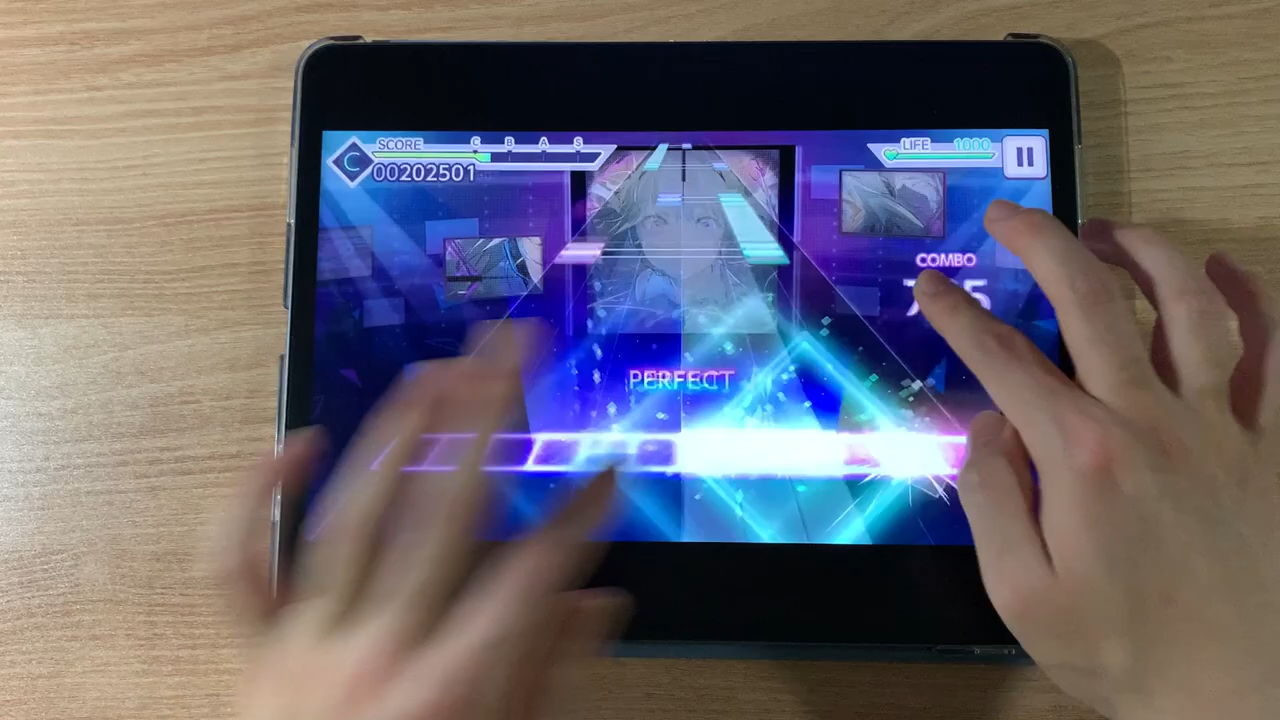 SCORE
C B A S
C
00202501
LIFE 1000
COMBO
PERFECT